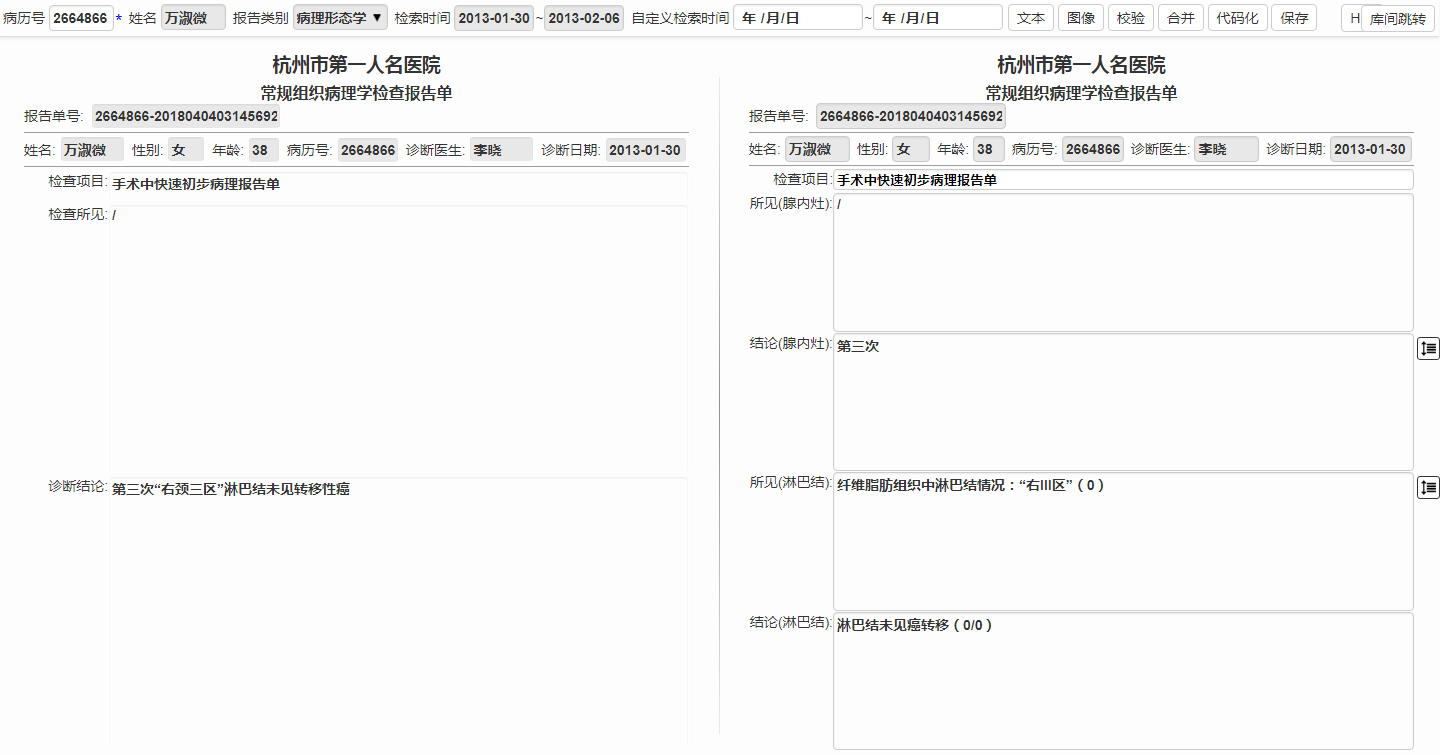 病历号 2664866 * 姓名 万淑微 报告类别 病理形态学 ▼ 检索时间 2013-01-30 ~ 2013-02-06 自定义检索时间 年 /月/日 ~ 年 /月/日 文本 图像 校验 合并 代码化 保存 H 库间跳转
杭州市第一人名医院
常规组织病理学检查报告单
报告单号: 2664866-2018040403145692
姓名: 万淑微 性别: 女 年龄: 38 病历号: 2664866 诊断医生: 李晓 诊断日期: 2013-01-30
检查项目: 手术中快速初步病理报告单
检查所见: /
诊断结论: 第三次“右颈三区”淋巴结未见转移性癌
杭州市第一人名医院
常规组织病理学检查报告单
报告单号: 2664866-2018040403145692
姓名: 万淑微 性别: 女 年龄: 38 病历号: 2664866 诊断医生: 李晓 诊断日期: 2013-01-30
检查项目: 手术中快速初步病理报告单
所见(腺内灶): /
结论(腺内灶): 第三次
所见(淋巴结): 纤维脂肪组织中淋巴结情况：“右III区”（0）
结论(淋巴结): 淋巴结未见癌转移（0/0）